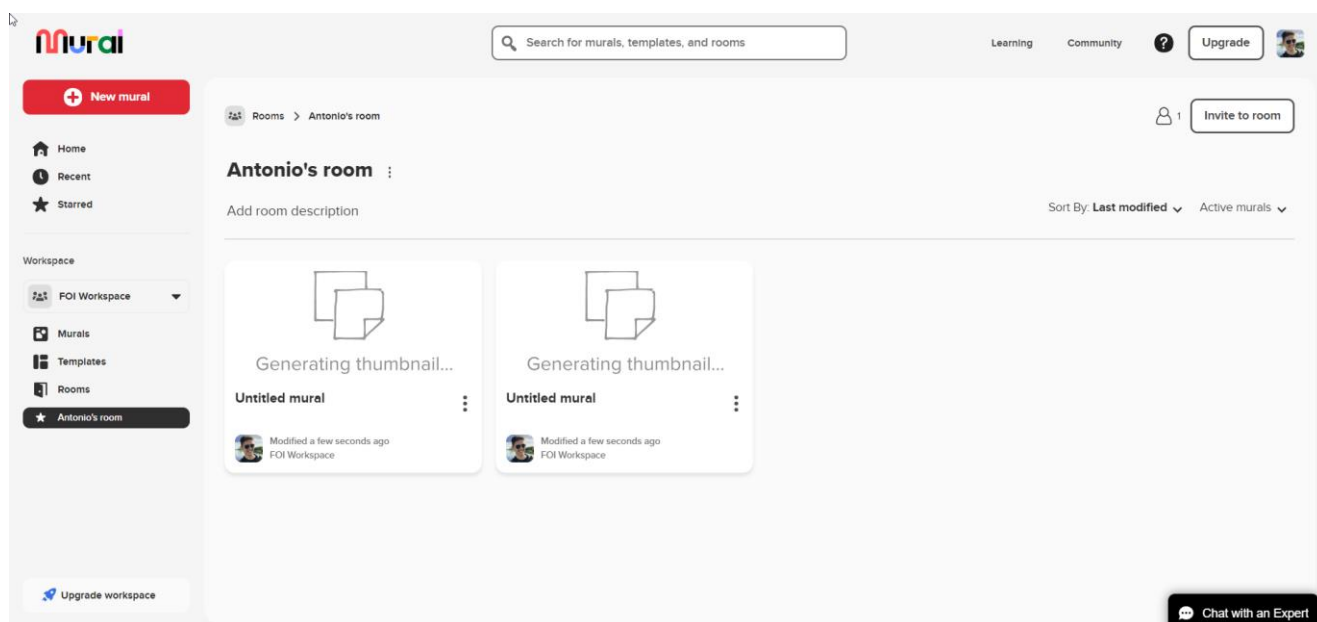 Mural
Search for murals, templates, and rooms
Learning
Community
?
Upgrade
New mural
Home
Recent
Starred
Workspace
FOI Workspace
Murals
Templates
Rooms
Antonio's room
Upgrade workspace
Rooms > Antonio's room
1
Invite to room
Antonio's room
Add room description
Sort By: Last modified
Active murals
Generating thumbnail...
Untitled mural
Modified a few seconds ago
FOI Workspace
Generating thumbnail...
Untitled mural
Modified a few seconds ago
FOI Workspace
Chat with an Expert